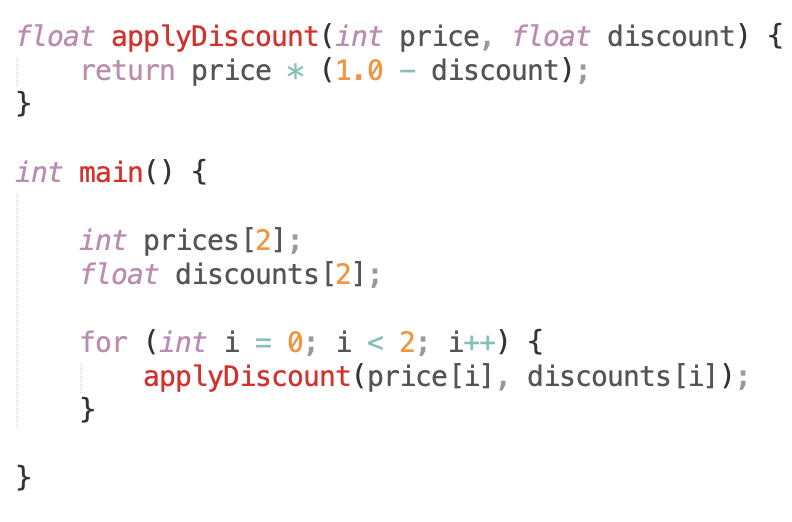 float applyDiscount(int price, float discount) {
    return price * (1.0 - discount);
}

int main() {

    int prices[2];
    float discounts[2];

    for (int i = 0; i < 2; i++) {
        applyDiscount(price[i], discounts[i]);
    }

}